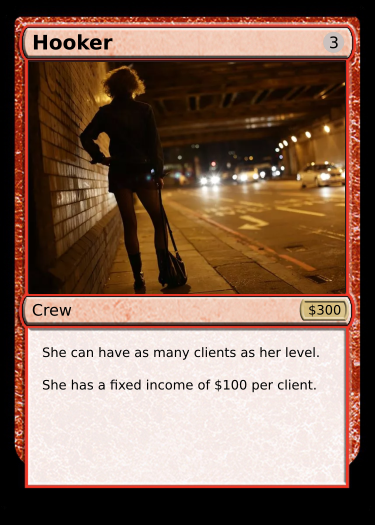 Hooker 3
Crew $300
She can have as many clients as her level.
She has a fixed income of $100 per client.